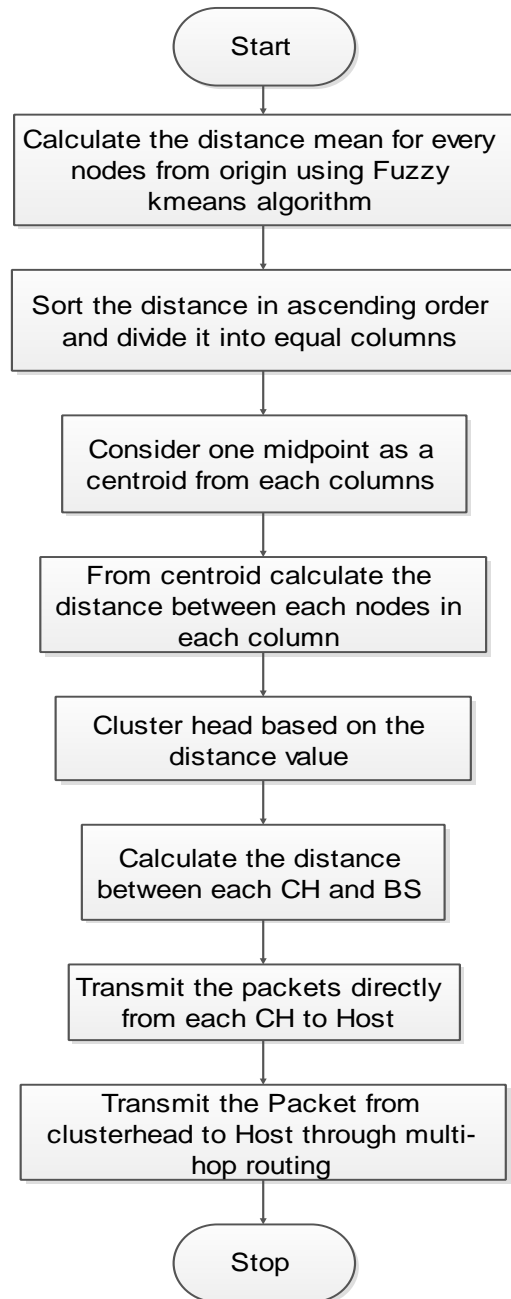 Start
Calculate the distance mean for every
nodes from origin using Fuzzy
kmeans algorithm
Sort the distance in ascending order
and divide it into equal columns
Consider one midpoint as a
centroid from each columns
From centroid calculate the
distance between each nodes in
each column
Cluster head based on the
distance value
Calculate the distance
between each CH and BS
Transmit the packets directly
from each CH to Host
Transmit the Packet from
clusterhead to Host through multi-
hop routing
Stop